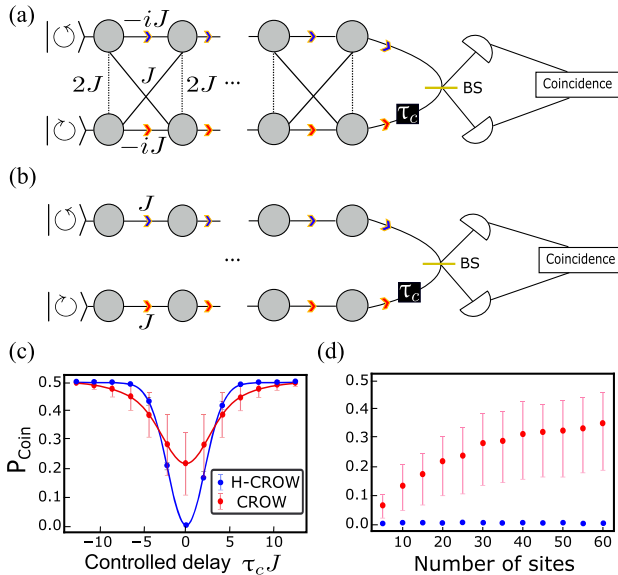 (a)
|↺⟩ -iJ
2J J 2J ...
|↺⟩ -iJ
τc
BS
Coincidence
(b)
|↺⟩ J
...
|↺⟩ J
τc
BS
Coincidence
(c)
PCoin
0.5
0.4
0.3
0.2
0.1
0.0
H-CROW
CROW
−10 −5 0 5 10
Controlled delay τcJ
(d)
0.5
0.4
0.3
0.2
0.1
0.0
10 20 30 40 50 60
Number of sites